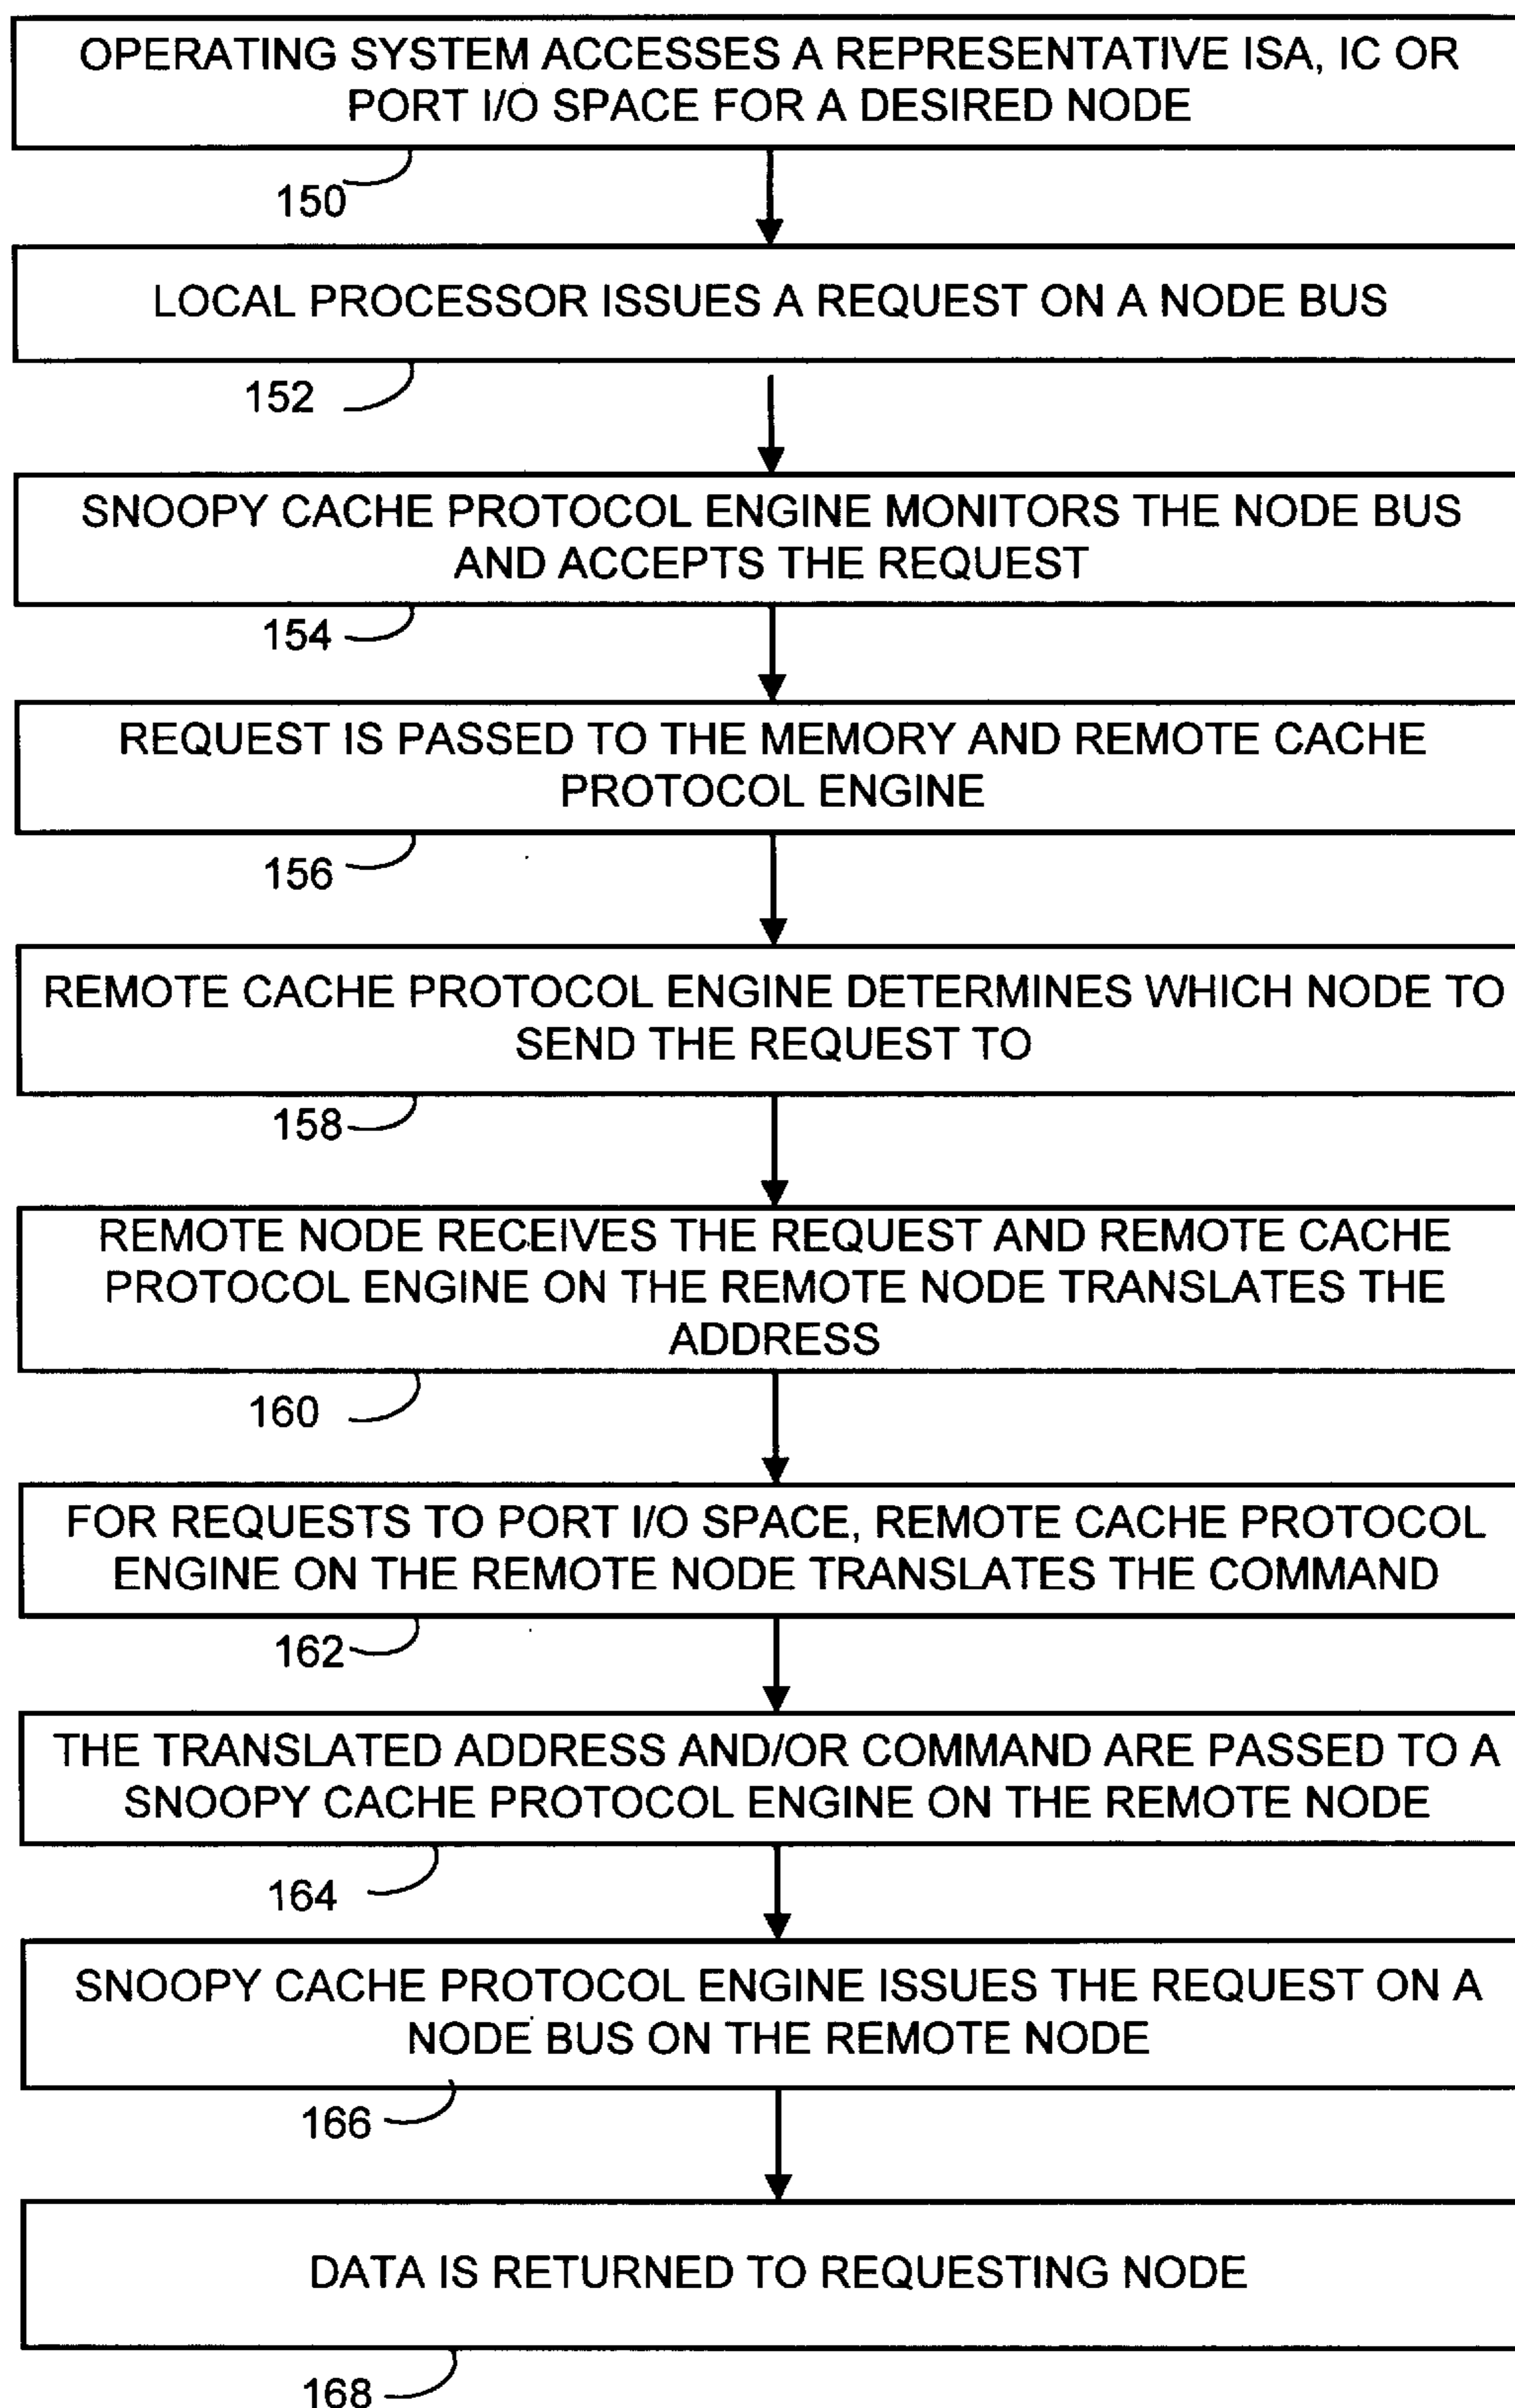 OPERATING SYSTEM ACCESSES A REPRESENTATIVE ISA, IC OR
PORT I/O SPACE FOR A DESIRED NODE
150
LOCAL PROCESSOR ISSUES A REQUEST ON A NODE BUS
152
SNOOPY CACHE PROTOCOL ENGINE MONITORS THE NODE BUS
AND ACCEPTS THE REQUEST
154
REQUEST IS PASSED TO THE MEMORY AND REMOTE CACHE
PROTOCOL ENGINE
156
REMOTE CACHE PROTOCOL ENGINE DETERMINES WHICH NODE TO
SEND THE REQUEST TO
158
REMOTE NODE RECEIVES THE REQUEST AND REMOTE CACHE
PROTOCOL ENGINE ON THE REMOTE NODE TRANSLATES THE
ADDRESS
160
FOR REQUESTS TO PORT I/O SPACE, REMOTE CACHE PROTOCOL
ENGINE ON THE REMOTE NODE TRANSLATES THE COMMAND
162
THE TRANSLATED ADDRESS AND/OR COMMAND ARE PASSED TO A
SNOOPY CACHE PROTOCOL ENGINE ON THE REMOTE NODE
164
SNOOPY CACHE PROTOCOL ENGINE ISSUES THE REQUEST ON A
NODE BUS ON THE REMOTE NODE
166
DATA IS RETURNED TO REQUESTING NODE
168